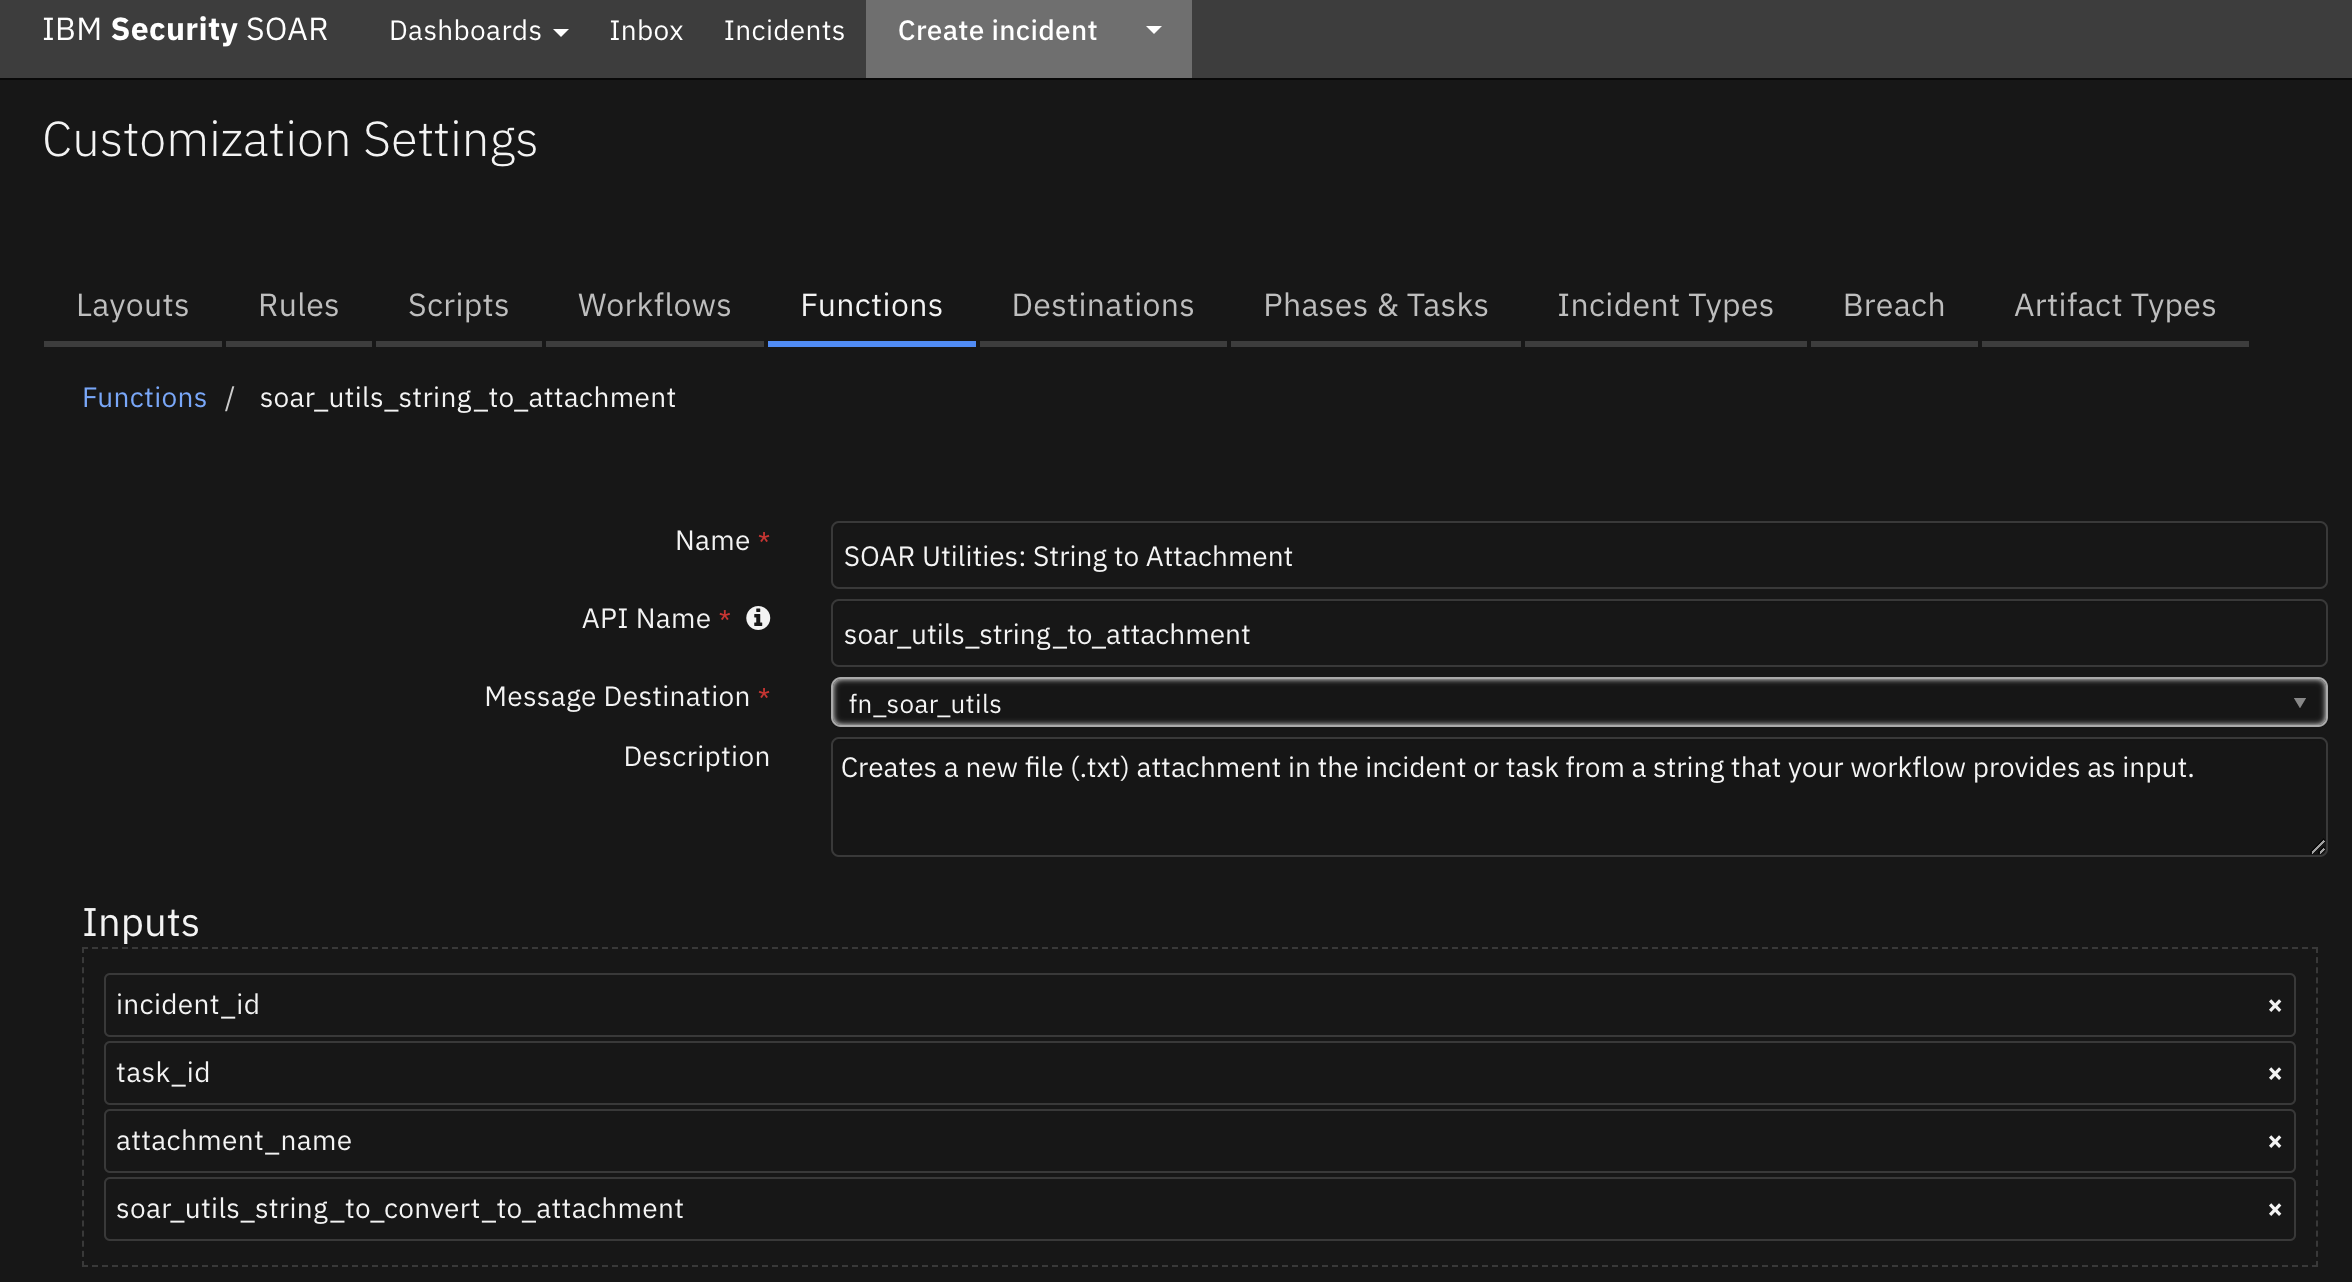 IBM Security SOAR Dashboards Inbox Incidents Create incident
Customization Settings
Layouts Rules Scripts Workflows Functions Destinations Phases & Tasks Incident Types Breach Artifact Types
Functions / soar_utils_string_to_attachment
Name * SOAR Utilities: String to Attachment
API Name * soar_utils_string_to_attachment
Message Destination * fn_soar_utils
Description Creates a new file (.txt) attachment in the incident or task from a string that your workflow provides as input.
Inputs
incident_id
task_id
attachment_name
soar_utils_string_to_convert_to_attachment